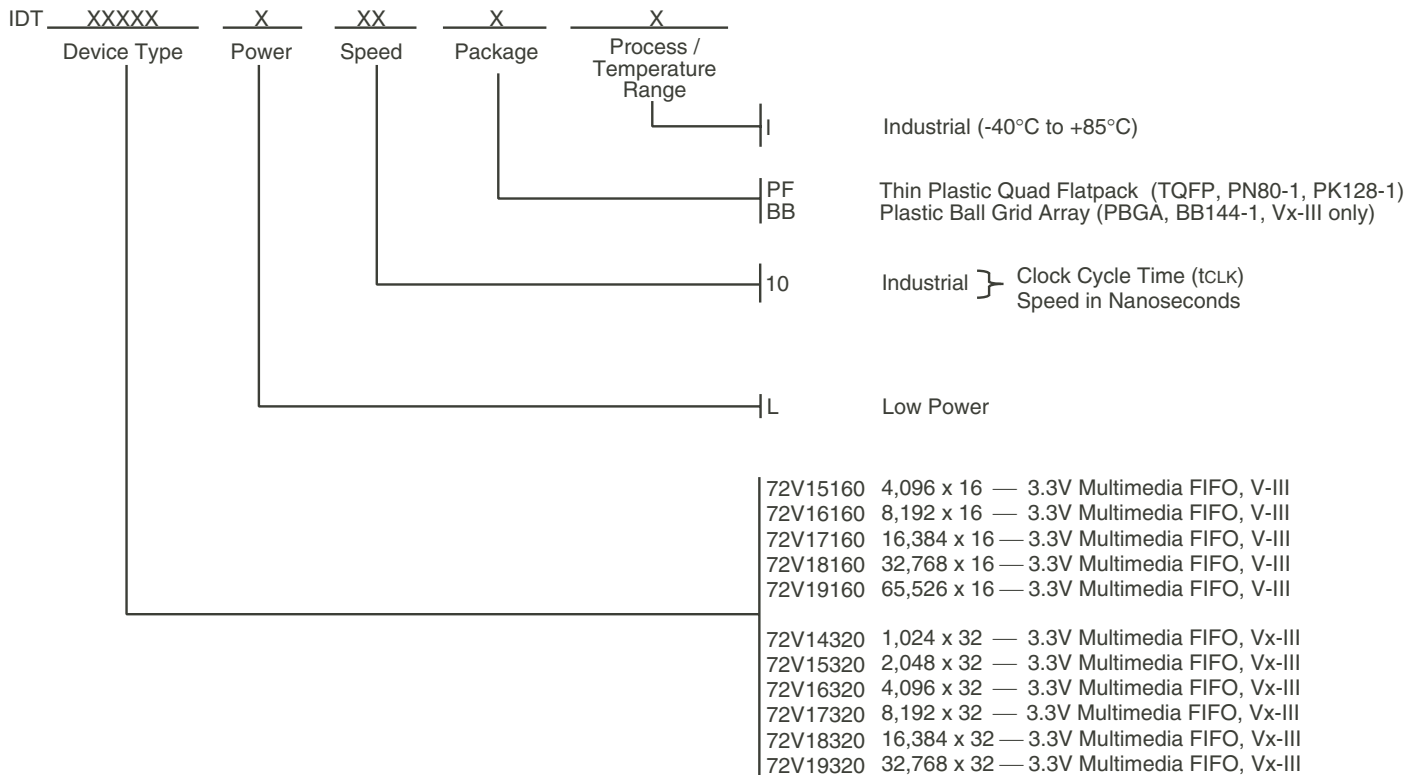 IDT XXXXX X XX X X
Device Type Power Speed Package Process / Temperature Range
I Industrial (-40°C to +85°C)
PF Thin Plastic Quad Flatpack (TQFP, PN80-1, PK128-1)
BB Plastic Ball Grid Array (PBGA, BB144-1, Vx-III only)
10 Industrial } Clock Cycle Time (tCLK)
Speed in Nanoseconds
L Low Power
72V15160 4,096 x 16 — 3.3V Multimedia FIFO, V-III
72V16160 8,192 x 16 — 3.3V Multimedia FIFO, V-III
72V17160 16,384 x 16 — 3.3V Multimedia FIFO, V-III
72V18160 32,768 x 16 — 3.3V Multimedia FIFO, V-III
72V19160 65,526 x 16 — 3.3V Multimedia FIFO, V-III
72V14320 1,024 x 32 — 3.3V Multimedia FIFO, Vx-III
72V15320 2,048 x 32 — 3.3V Multimedia FIFO, Vx-III
72V16320 4,096 x 32 — 3.3V Multimedia FIFO, Vx-III
72V17320 8,192 x 32 — 3.3V Multimedia FIFO, Vx-III
72V18320 16,384 x 32 — 3.3V Multimedia FIFO, Vx-III
72V19320 32,768 x 32 — 3.3V Multimedia FIFO, Vx-III